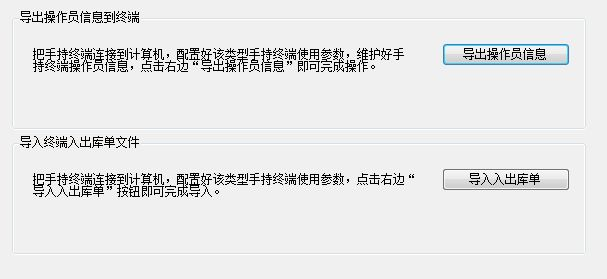 导出操作员信息到终端
把手持终端连接到计算机，配置好该类型手持终端使用参数，维护好手
持终端操作员信息，点击右边“导出操作员信息”即可完成操作。
导出操作员信息
导入终端入出库单文件
把手持终端连接到计算机，配置好该类型手持终端使用参数，点击右边“
导入入出库单”按钮即可完成导入。
导入入出库单